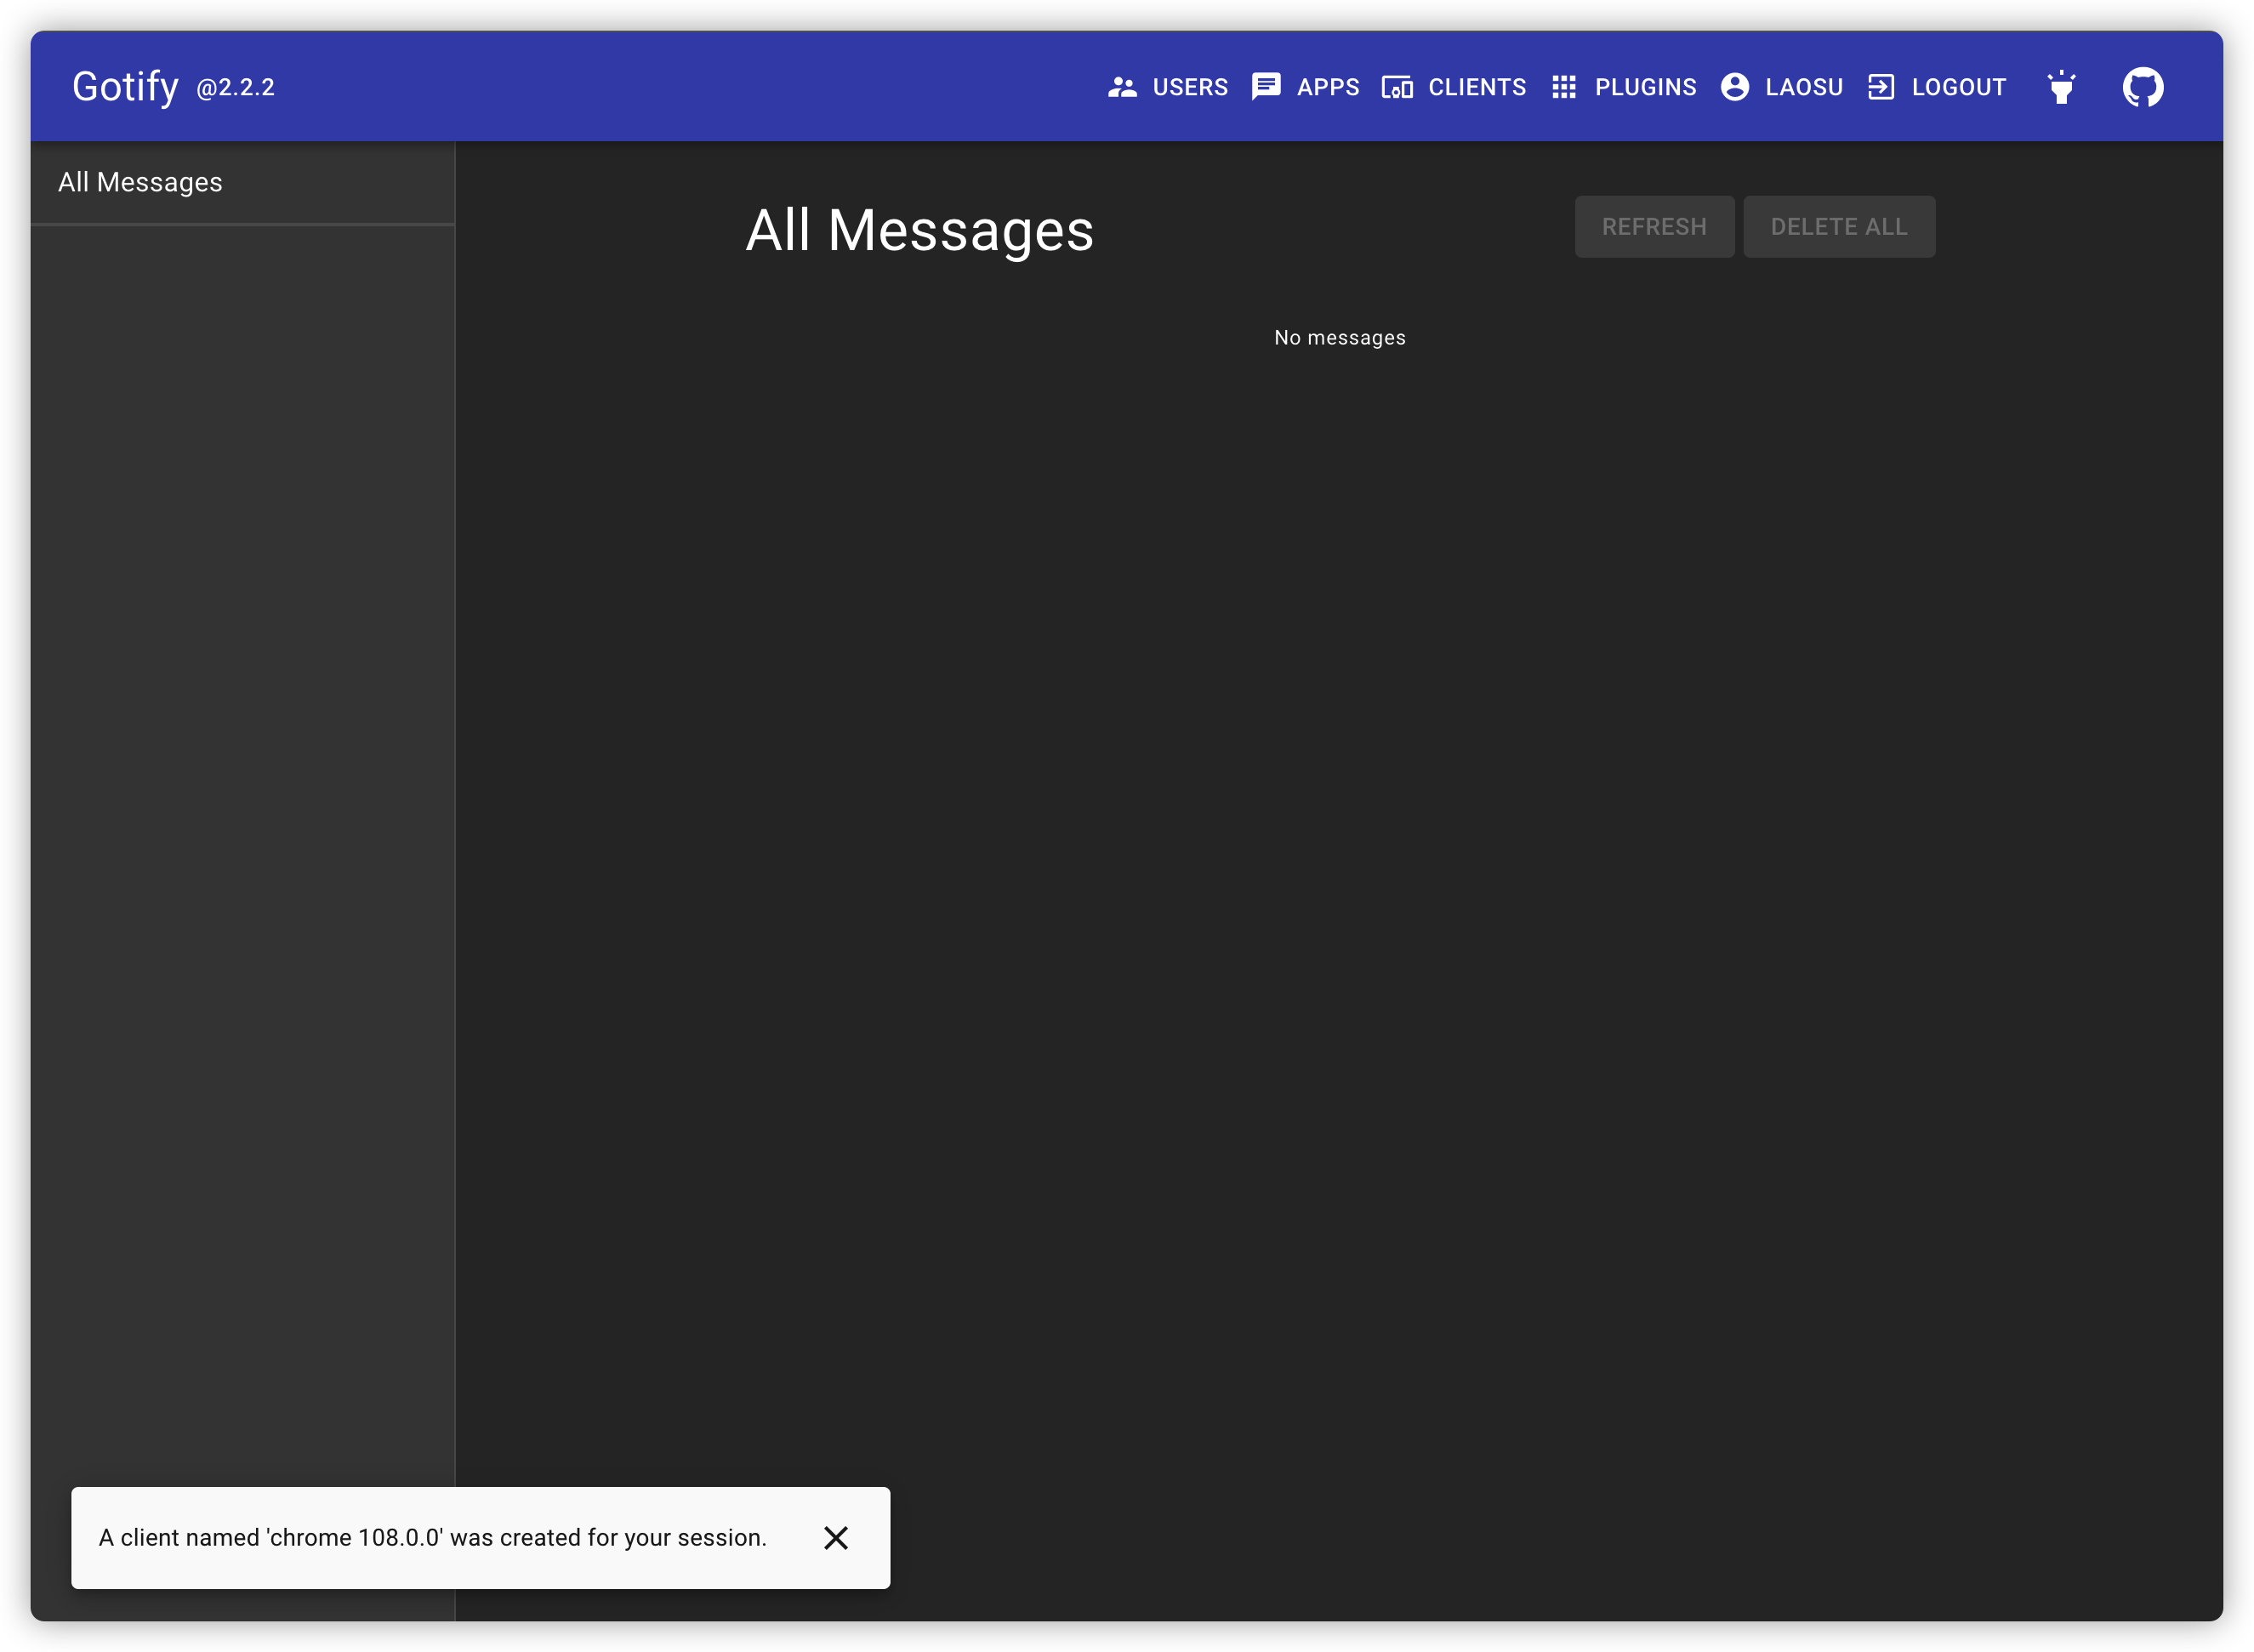 Gotify @2.2.2
USERS APPS CLIENTS PLUGINS LAOSU LOGOUT
All Messages
All Messages
REFRESH DELETE ALL
No messages
A client named 'chrome 108.0.0' was created for your session.